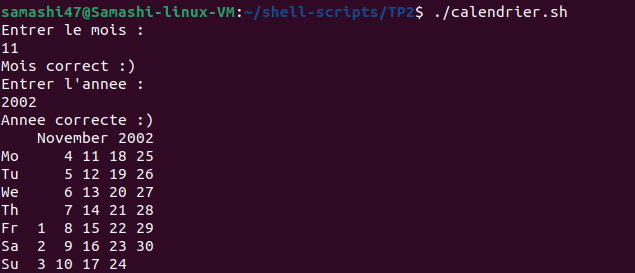 samashi47@Samashi-linux-VM:~/shell-scripts/TP2$ ./calendrier.sh
Entrer le mois :
11
Mois correct :)
Entrer l'annee :
2002
Annee correcte :)
    November 2002
Mo     4 11 18 25
Tu     5 12 19 26
We     6 13 20 27
Th     7 14 21 28
Fr  1  8 15 22 29
Sa  2  9 16 23 30
Su  3 10 17 24